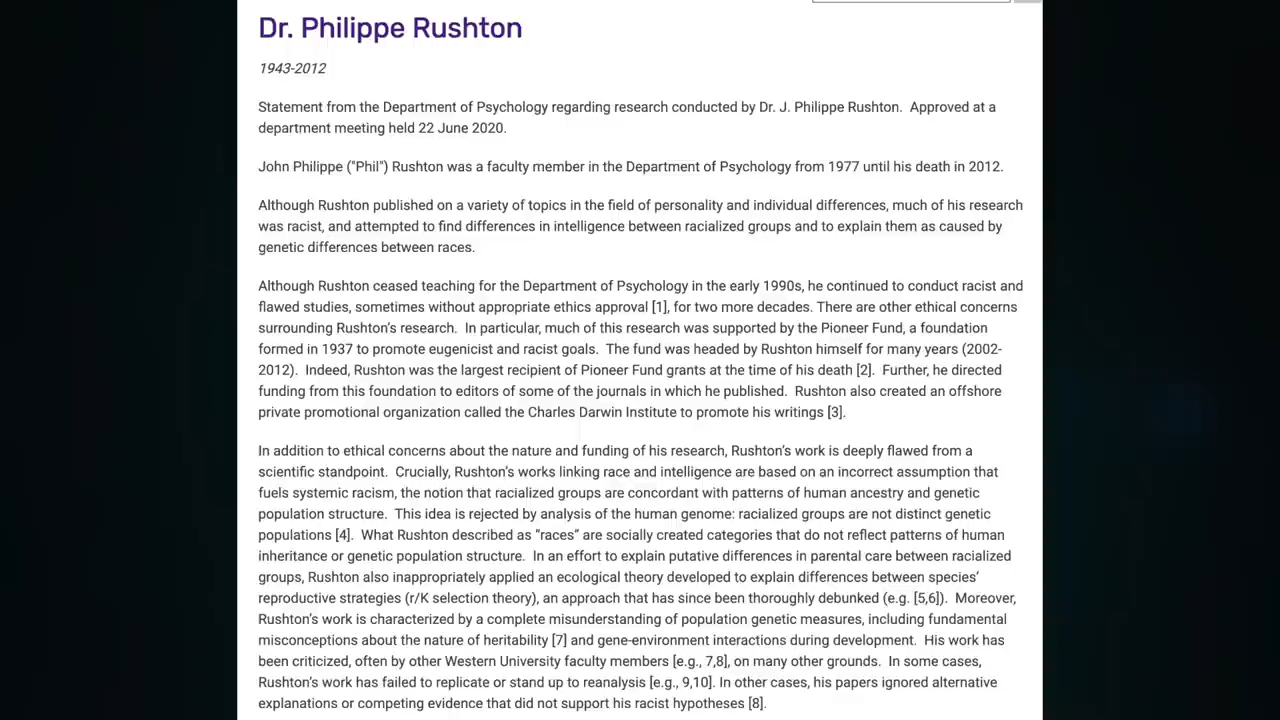 Dr. Philippe Rushton
1943-2012
Statement from the Department of Psychology regarding research conducted by Dr. J. Philippe Rushton.  Approved at a
department meeting held 22 June 2020.
John Philippe ("Phil") Rushton was a faculty member in the Department of Psychology from 1977 until his death in 2012.
Although Rushton published on a variety of topics in the field of personality and individual differences, much of his research
was racist, and attempted to find differences in intelligence between racialized groups and to explain them as caused by
genetic differences between races.
Although Rushton ceased teaching for the Department of Psychology in the early 1990s, he continued to conduct racist and
flawed studies, sometimes without appropriate ethics approval [1], for two more decades. There are other ethical concerns
surrounding Rushton's research.  In particular, much of this research was supported by the Pioneer Fund, a foundation
formed in 1937 to promote eugenicist and racist goals.  The fund was headed by Rushton himself for many years (2002-
2012).  Indeed, Rushton was the largest recipient of Pioneer Fund grants at the time of his death [2].  Further, he directed
funding from this foundation to editors of some of the journals in which he published.  Rushton also created an offshore
private promotional organization called the Charles Darwin Institute to promote his writings [3].
In addition to ethical concerns about the nature and funding of his research, Rushton's work is deeply flawed from a
scientific standpoint.  Crucially, Rushton's works linking race and intelligence are based on an incorrect assumption that
fuels systemic racism, the notion that racialized groups are concordant with patterns of human ancestry and genetic
population structure.  This idea is rejected by analysis of the human genome: racialized groups are not distinct genetic
populations [4].  What Rushton described as "races" are socially created categories that do not reflect patterns of human
inheritance or genetic population structure.  In an effort to explain putative differences in parental care between racialized
groups, Rushton also inappropriately applied an ecological theory developed to explain differences between species'
reproductive strategies (r/K selection theory), an approach that has since been thoroughly debunked (e.g. [5,6]).  Moreover,
Rushton's work is characterized by a complete misunderstanding of population genetic measures, including fundamental
misconceptions about the nature of heritability [7] and gene-environment interactions during development.  His work has
been criticized, often by other Western University faculty members [e.g., 7,8], on many other grounds.  In some cases,
Rushton's work has failed to replicate or stand up to reanalysis [e.g., 9,10]. In other cases, his papers ignored alternative
explanations or competing evidence that did not support his racist hypotheses [8].